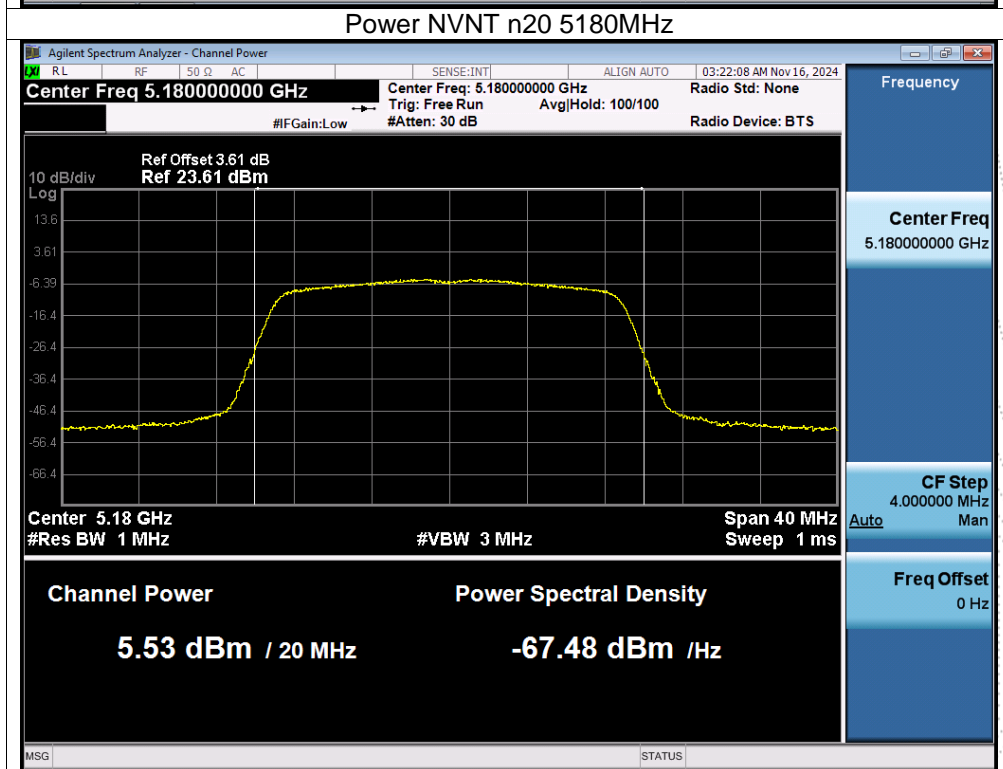 Power NVNT n20 5180MHz
Agilent Spectrum Analyzer - Channel Power
LXI RL RF 50 Ω AC SENSE:INT ALIGN AUTO 03:22:08 AM Nov 16, 2024
Center Freq 5.180000000 GHz
Center Freq: 5.180000000 GHz
Radio Std: None
Trig: Free Run Avg|Hold: 100/100
#IFGain:Low
#Atten: 30 dB
Radio Device: BTS
Ref Offset 3.61 dB
10 dB/div Ref 23.61 dBm
Log
13.6
3.61
-6.39
-16.4
-26.4
-36.4
-46.4
-56.4
-66.4
Center 5.18 GHz Span 40 MHz
#Res BW 1 MHz #VBW 3 MHz Sweep 1 ms
Channel Power Power Spectral Density
5.53 dBm / 20 MHz -67.48 dBm /Hz
Frequency
Center Freq
5.180000000 GHz
CF Step
4.000000 MHz
Auto Man
Freq Offset
0 Hz
MSG STATUS